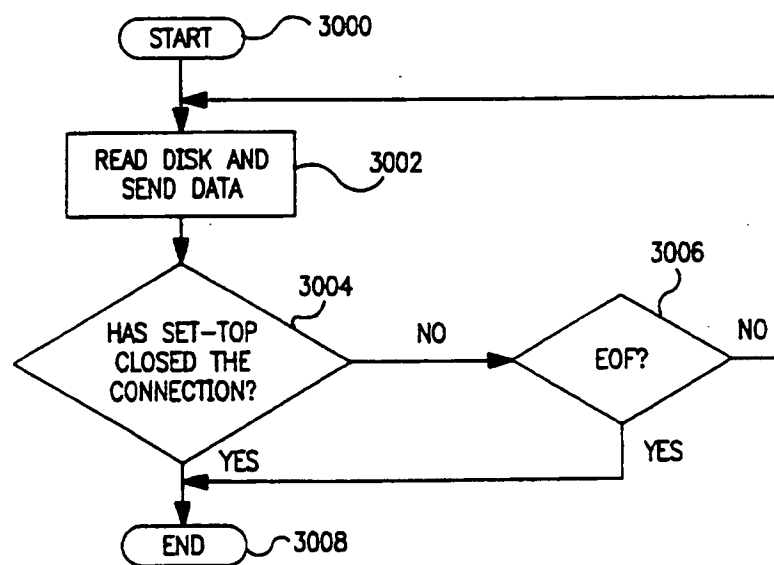 START
3000
READ DISK AND
SEND DATA
3002
HAS SET-TOP
CLOSED THE
CONNECTION?
3004
NO
EOF?
3006
NO
YES
YES
END
3008